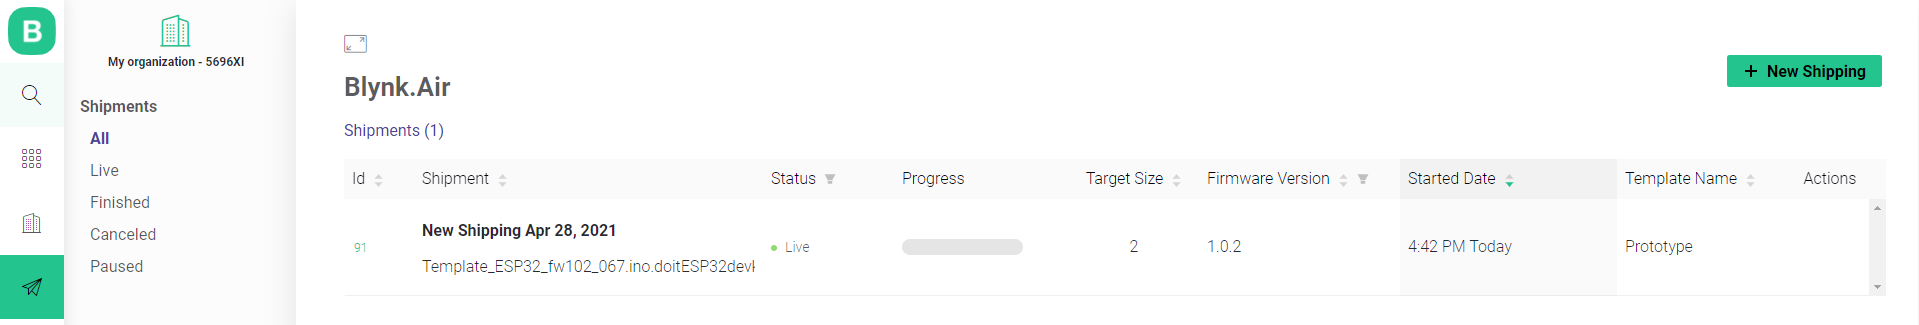 B
My organization - 5696XI
Shipments
All
Live
Finished
Canceled
Paused
Blynk.Air
+ New Shipping
Shipments (1)
Id Shipment Status Progress Target Size Firmware Version Started Date Template Name Actions
New Shipping Apr 28, 2021
91 Live 2 1.0.2 4:42 PM Today Prototype
Template_ESP32_fw102_067.ino.doitESP32devk